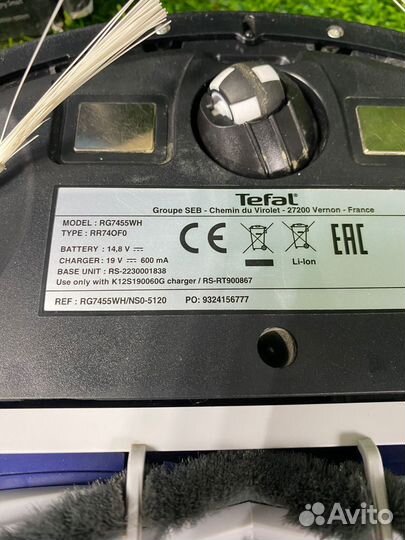 Tefal
Groupe SEB - Chemin du Virolet - 27200 Vernon - France
MODEL : RG7455WH
TYPE : RR74OF0
BATTERY : 14,8 V
CHARGER : 19 V 600 mA
BASE UNIT : RS-2230001838
Use only with K12S190060G charger / RS-RT900867
CE
EAC
Li-Ion
REF : RG7455WH/NS0-5120 PO: 9324156777
Avito